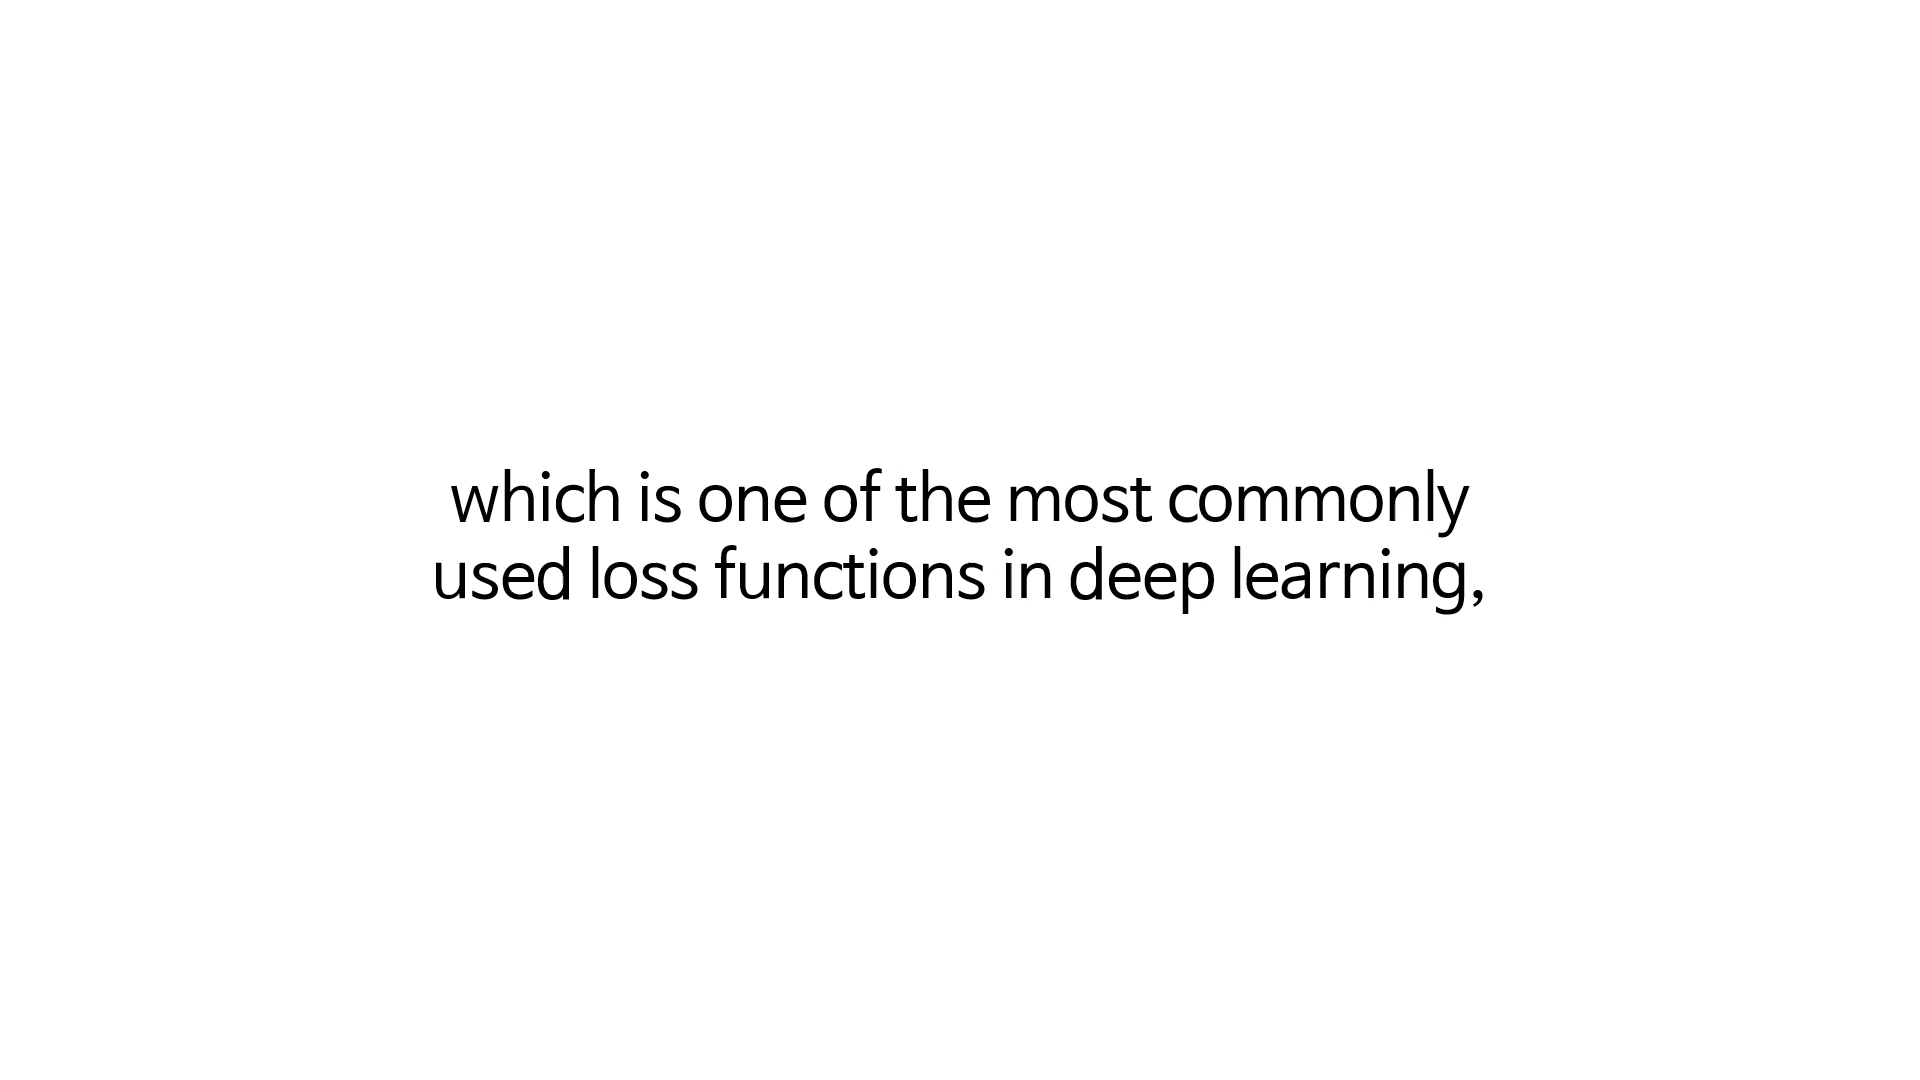 which is one of the most commonly
used loss functions in deep learning,